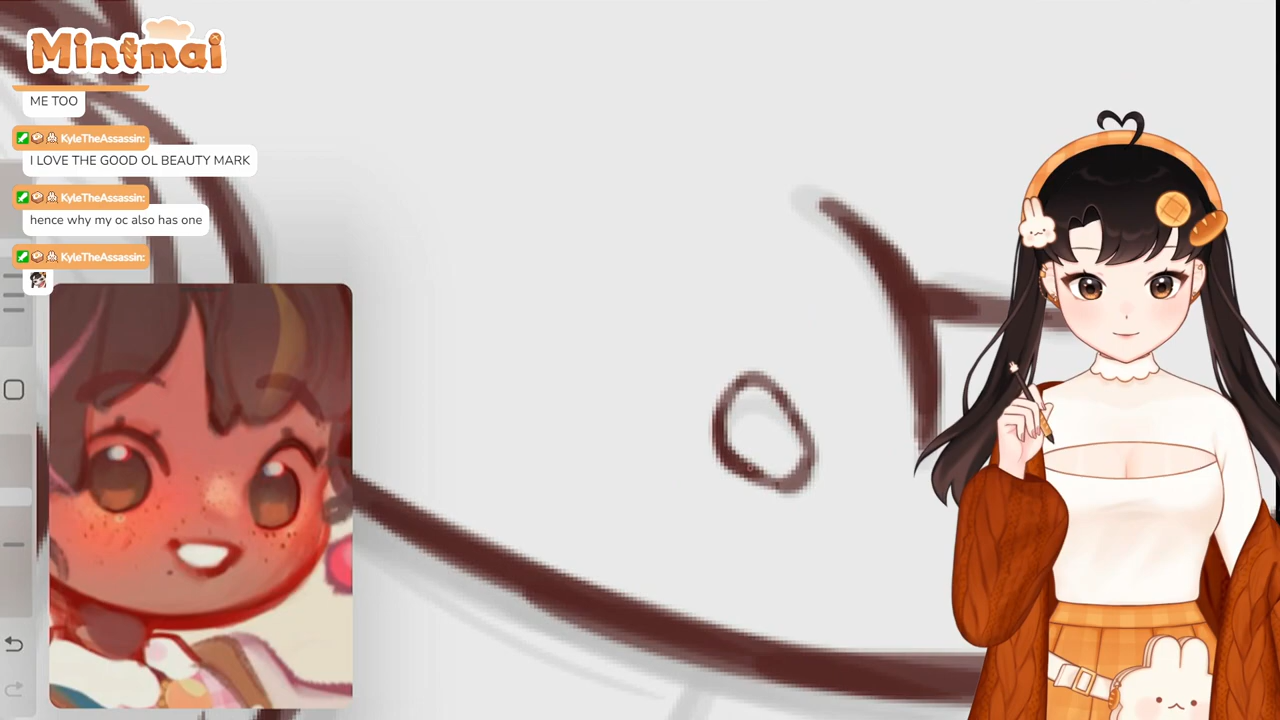 Mintmai
ME TOO
KyleTheAssassin:
I LOVE THE GOOD OL BEAUTY MARK
KyleTheAssassin:
hence why my oc also has one
KyleTheAssassin: